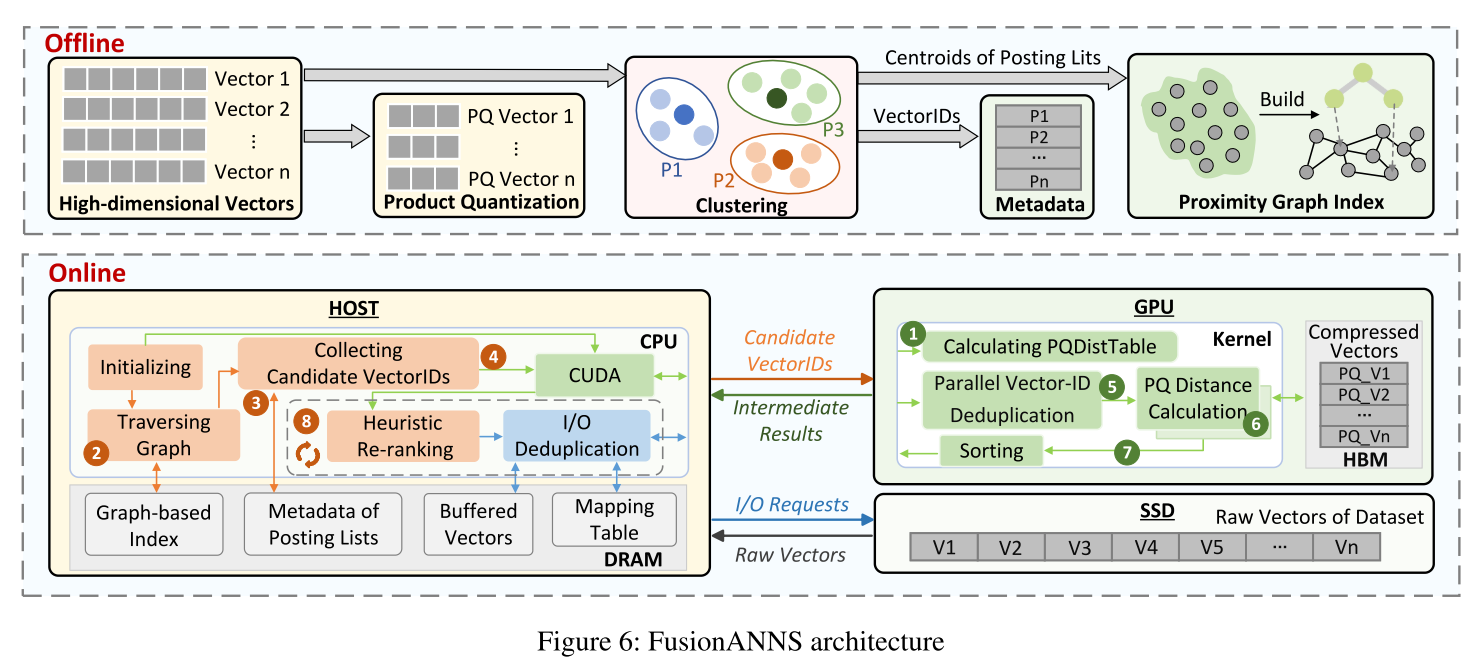 Offline
Vector 1
Vector 2
⋮
Vector n
High-dimensional Vectors
PQ Vector 1
⋮
PQ Vector n
Product Quantization
P1
P2
P3
Clustering
Centroids of Posting Lits
VectorIDs
P1
P2
...
Pn
Metadata
Build
Proximity Graph Index
Online
HOST
CPU
Initializing
Collecting
Candidate VectorIDs
4
CUDA
3
Traversing
Graph
2
8
Heuristic
Re-ranking
I/O
Deduplication
Graph-based
Index
Metadata of
Posting Lists
Buffered
Vectors
Mapping
Table
DRAM
Candidate
VectorIDs
Intermediate
Results
I/O Requests
Raw Vectors
GPU
1
Calculating PQDistTable
Kernel
Parallel Vector-ID
Deduplication
5
PQ Distance
Calculation
6
Sorting
7
Compressed
Vectors
PQ_V1
PQ_V2
...
PQ_Vn
HBM
SSD
Raw Vectors of Dataset
V1 V2 V3 V4 V5 ... Vn
Figure 6: FusionANNS architecture